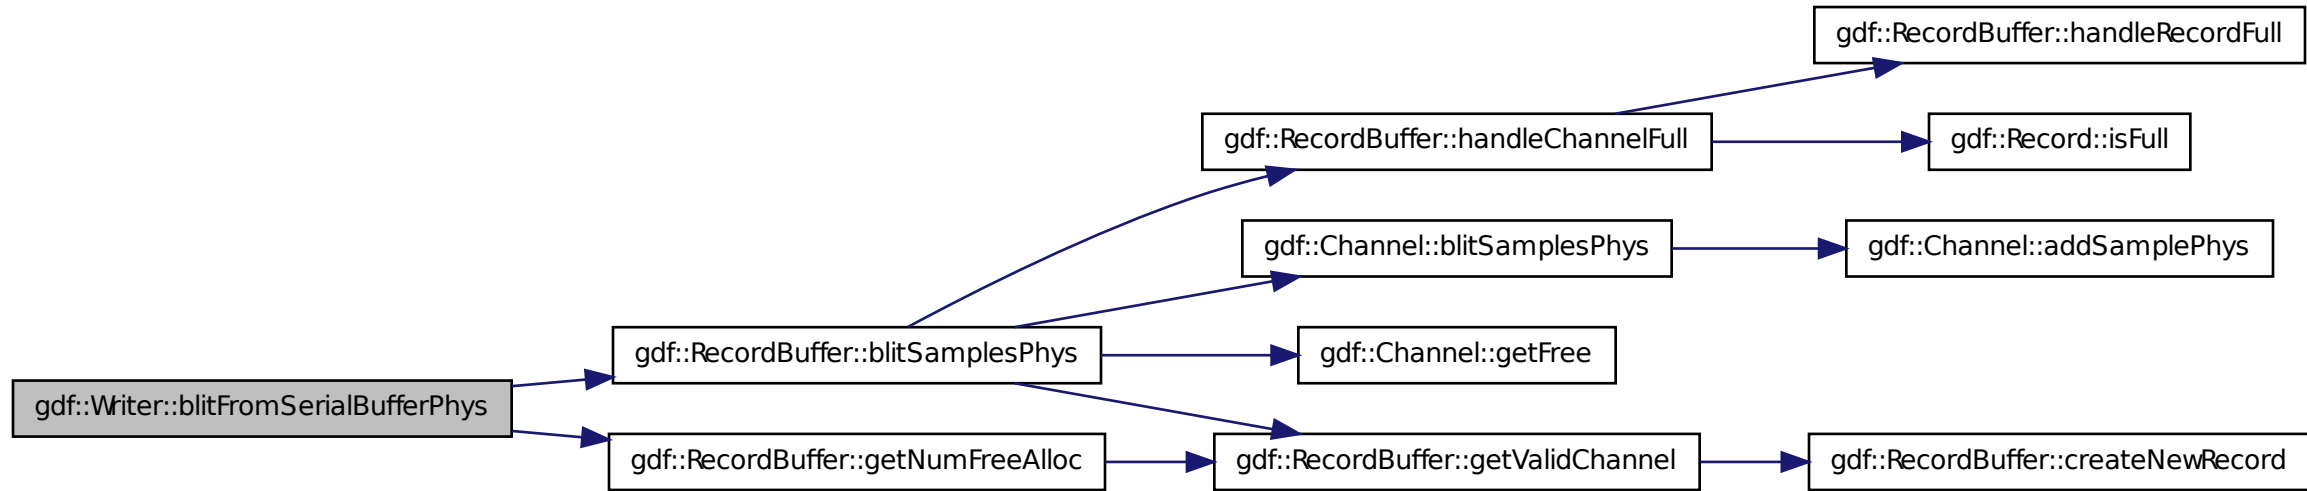 gdf::RecordBuffer::handleRecordFull
gdf::RecordBuffer::handleChannelFull
gdf::Record::isFull
gdf::Channel::blitSamplesPhys
gdf::Channel::addSamplePhys
gdf::RecordBuffer::blitSamplesPhys
gdf::Channel::getFree
gdf::Writer::blitFromSerialBufferPhys
gdf::RecordBuffer::getNumFreeAlloc
gdf::RecordBuffer::getValidChannel
gdf::RecordBuffer::createNewRecord